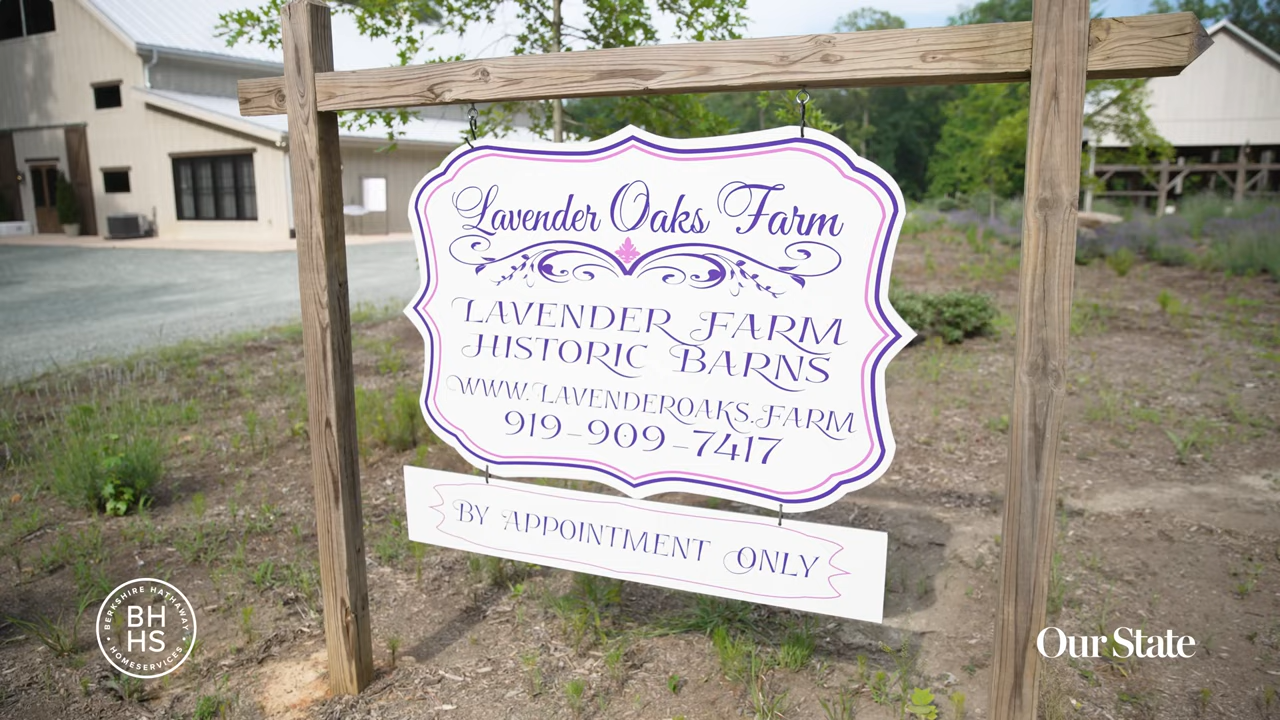 Lavender Oaks Farm
LAVENDER FARM
HISTORIC BARNS
WWW.LAVENDEROAKS.FARM
919-909-7417
BY APPOINTMENT ONLY
BERKSHIRE HATHAWAY
BH
HS
HOMESERVICES
Our State